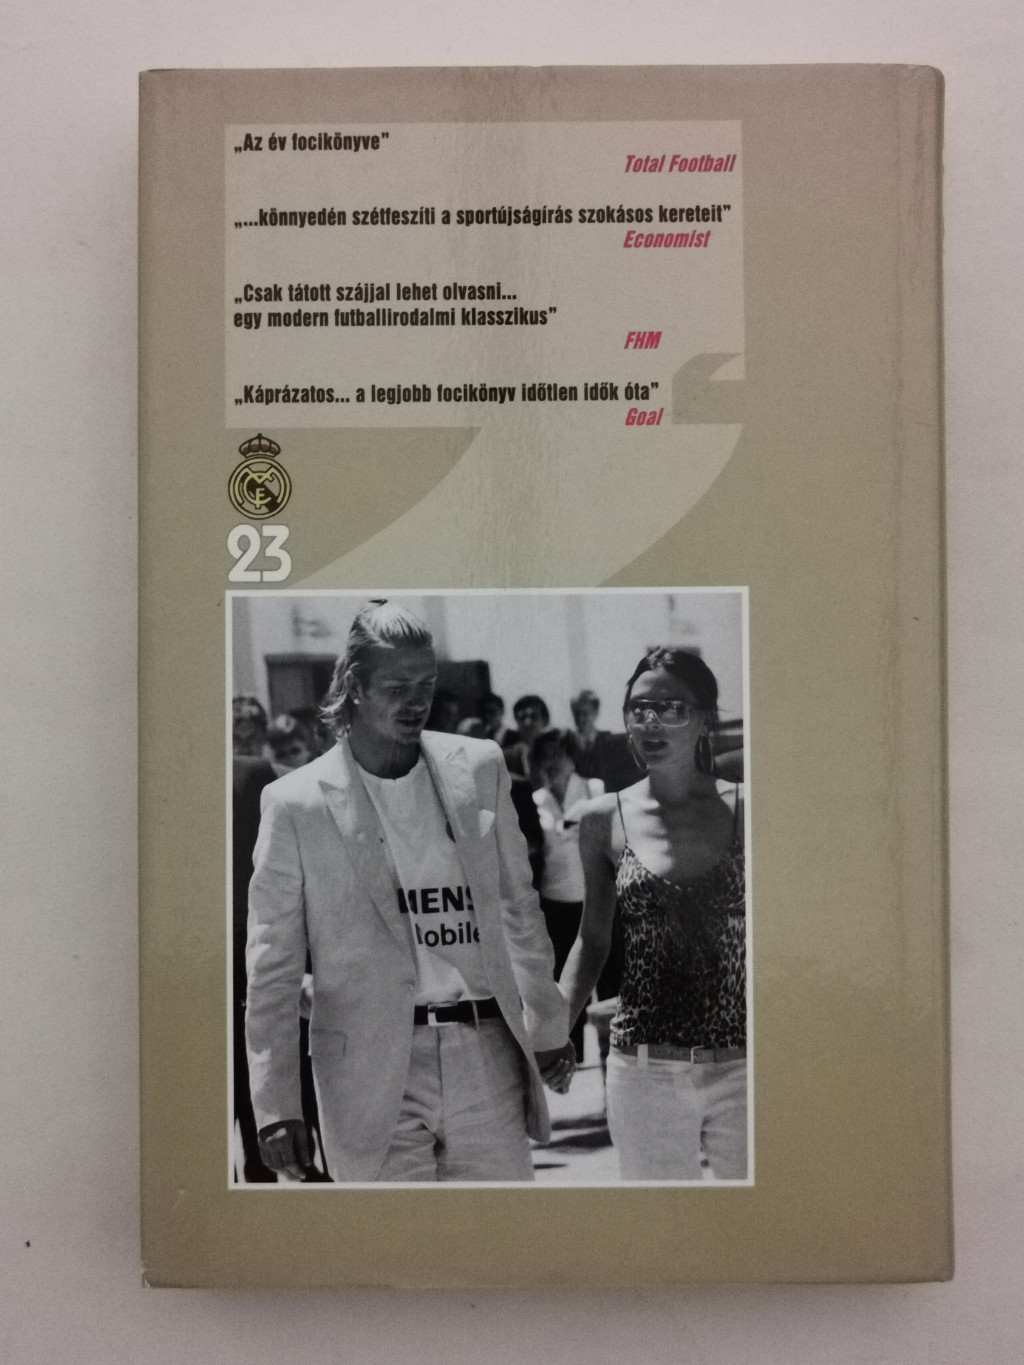 „Az év focikönyve”
Total Football
„...könnyedén szétfeszíti a sportújságírás szokásos kereteit”
Economist
„Csak tátott szájjal lehet olvasni...
egy modern futballirodalmi klasszikus”
FHM
„Káprázatos... a legjobb focikönyv időtlen idők óta”
Goal
23
MENS
obile